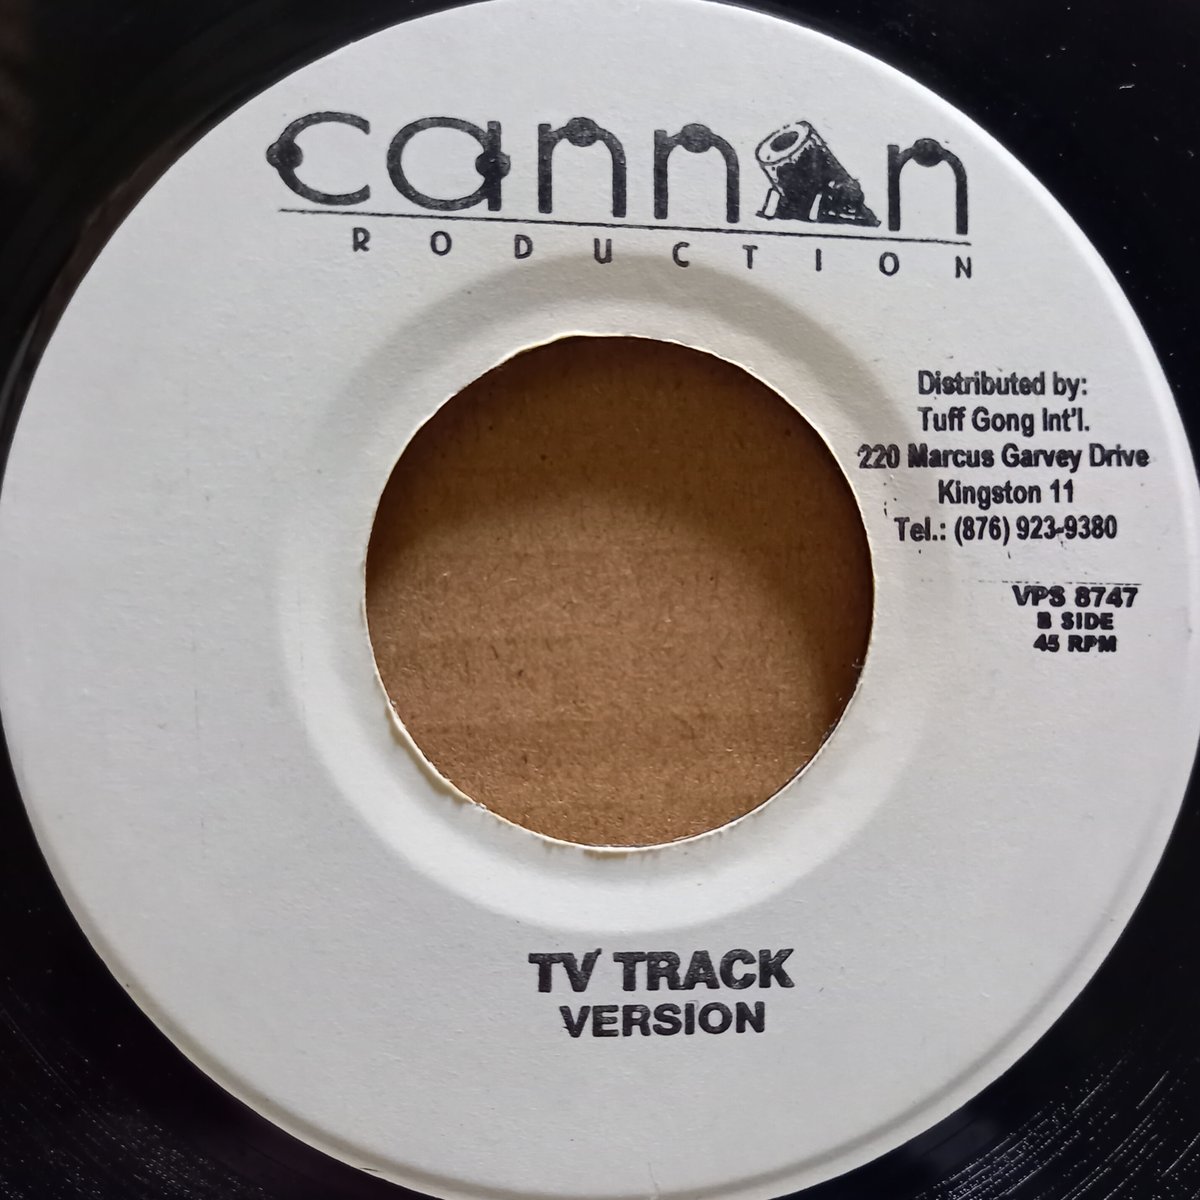 cannon
RODUCTION
Distributed by:
Tuff Gong Int'l.
220 Marcus Garvey Drive
Kingston 11
Tel.: (876) 923-9380
VPS 8747
B SIDE
45 RPM
TV TRACK
VERSION